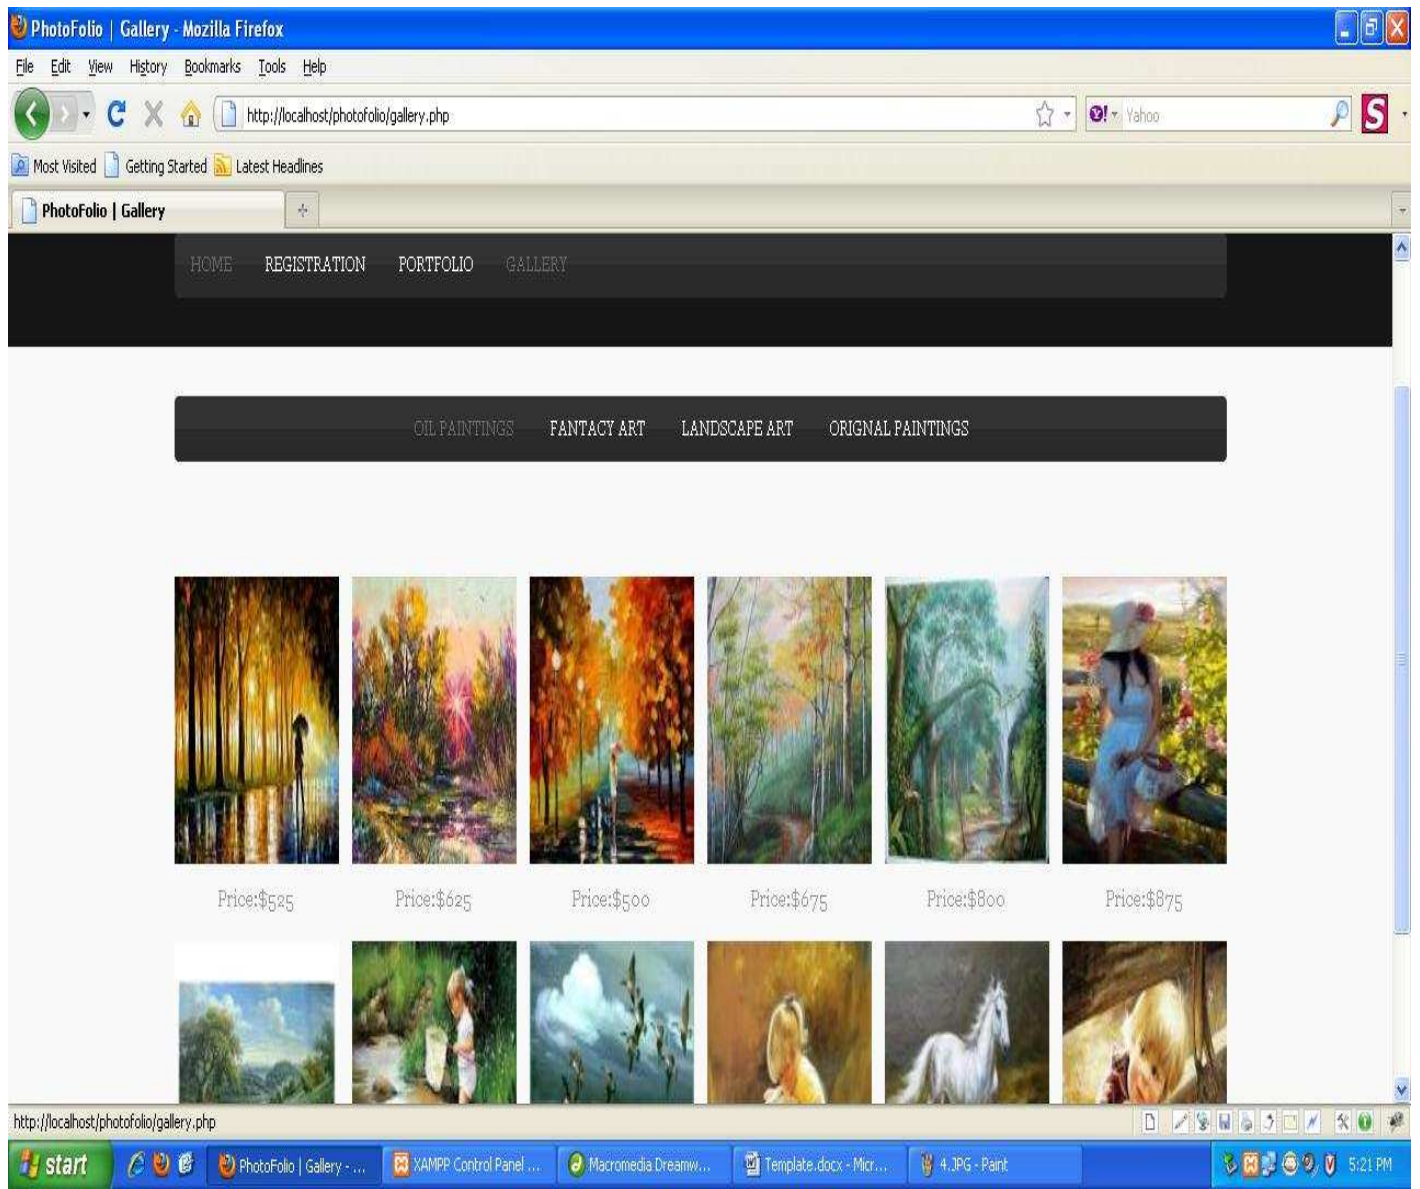 PhotoFolio | Gallery - Mozilla Firefox
File Edit View History Bookmarks Tools Help
http://localhost/photofolio/gallery.php
Yahoo
S
Most Visited Getting Started Latest Headlines
PhotoFolio | Gallery
HOME REGISTRATION PORTFOLIO GALLERY
OIL PAINTINGS FANTACY ART LANDSCAPE ART ORIGNAL PAINTINGS
Price:$525 Price:$625 Price:$500 Price:$675 Price:$800 Price:$875
http://localhost/photofolio/gallery.php
start PhotoFolio | Gallery - ... XAMPP Control Panel ... Macromedia Dreamw... Template.docx - Micr... 4.JPG - Paint 5:21 PM